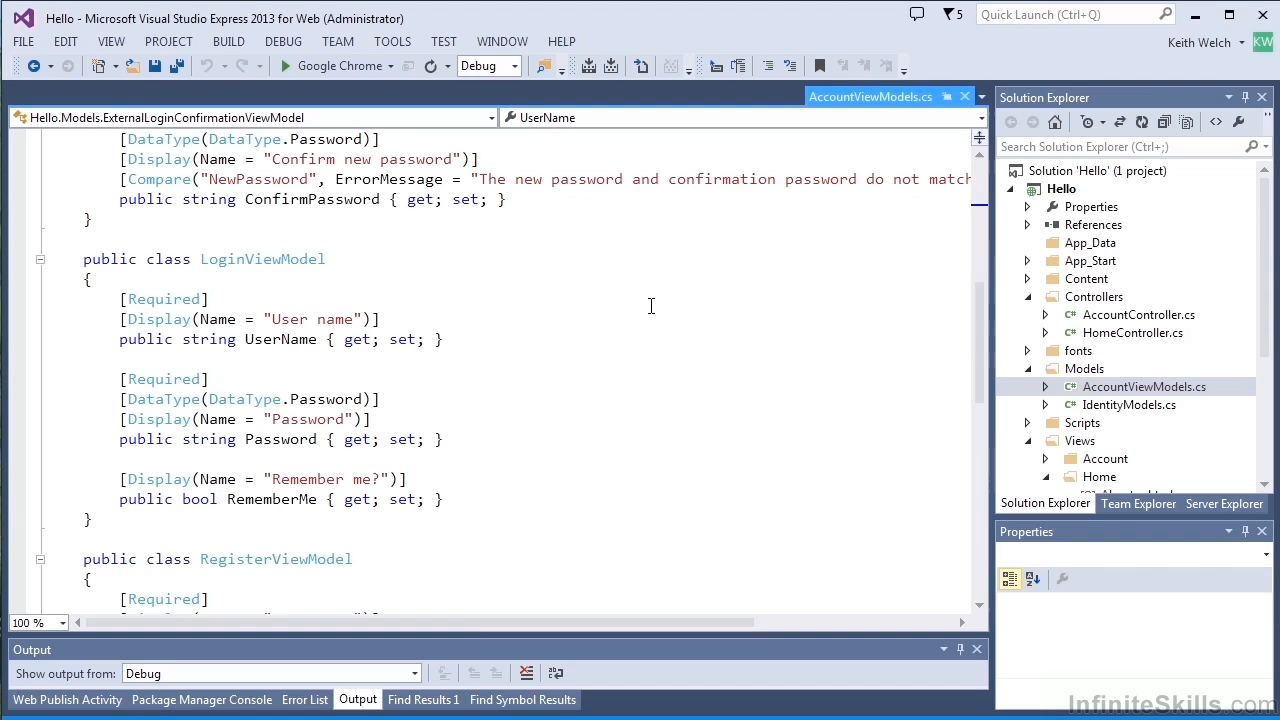 Hello - Microsoft Visual Studio Express 2013 for Web (Administrator)
5
Quick Launch (Ctrl+Q)
FILE EDIT VIEW PROJECT BUILD DEBUG TEAM TOOLS TEST WINDOW HELP
Keith Welch
KW
Google Chrome
Debug
AccountViewModels.cs
Hello.Models.ExternalLoginConfirmationViewModel
UserName
[DataType(DataType.Password)]
[Display(Name = "Confirm new password")]
[Compare("NewPassword", ErrorMessage = "The new password and confirmation password do not match
public string ConfirmPassword { get; set; }
}
public class LoginViewModel
{
[Required]
[Display(Name = "User name")]
public string UserName { get; set; }
[Required]
[DataType(DataType.Password)]
[Display(Name = "Password")]
public string Password { get; set; }
[Display(Name = "Remember me?")]
public bool RememberMe { get; set; }
}
public class RegisterViewModel
{
[Required]
100 %
Output
Show output from: Debug
Web Publish Activity Package Manager Console Error List Output Find Results 1 Find Symbol Results
Solution Explorer
Search Solution Explorer (Ctrl+;)
Solution 'Hello' (1 project)
Hello
Properties
References
App_Data
App_Start
Content
Controllers
AccountController.cs
HomeController.cs
fonts
Models
AccountViewModels.cs
IdentityModels.cs
Scripts
Views
Account
Home
Solution Explorer Team Explorer Server Explorer
Properties
InfiniteSkills.com